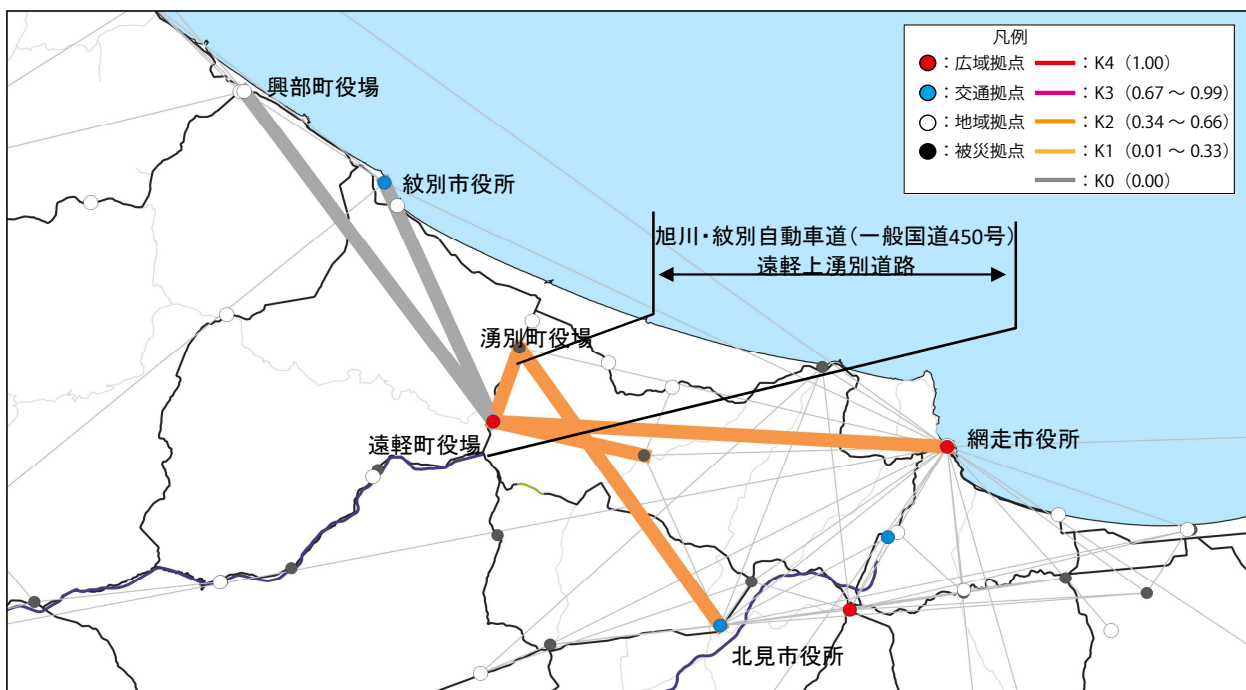 凡例
：広域拠点
：K4（1.00）
：交通拠点
：K3（0.67～0.99）
：地域拠点
：K2（0.34～0.66）
：被災拠点
：K1（0.01～0.33）
：K0（0.00）
興部町役場
紋別市役所
旭川・紋別自動車道（一般国道450号）
遠軽上湧別道路
湧別町役場
遠軽町役場
網走市役所
北見市役所